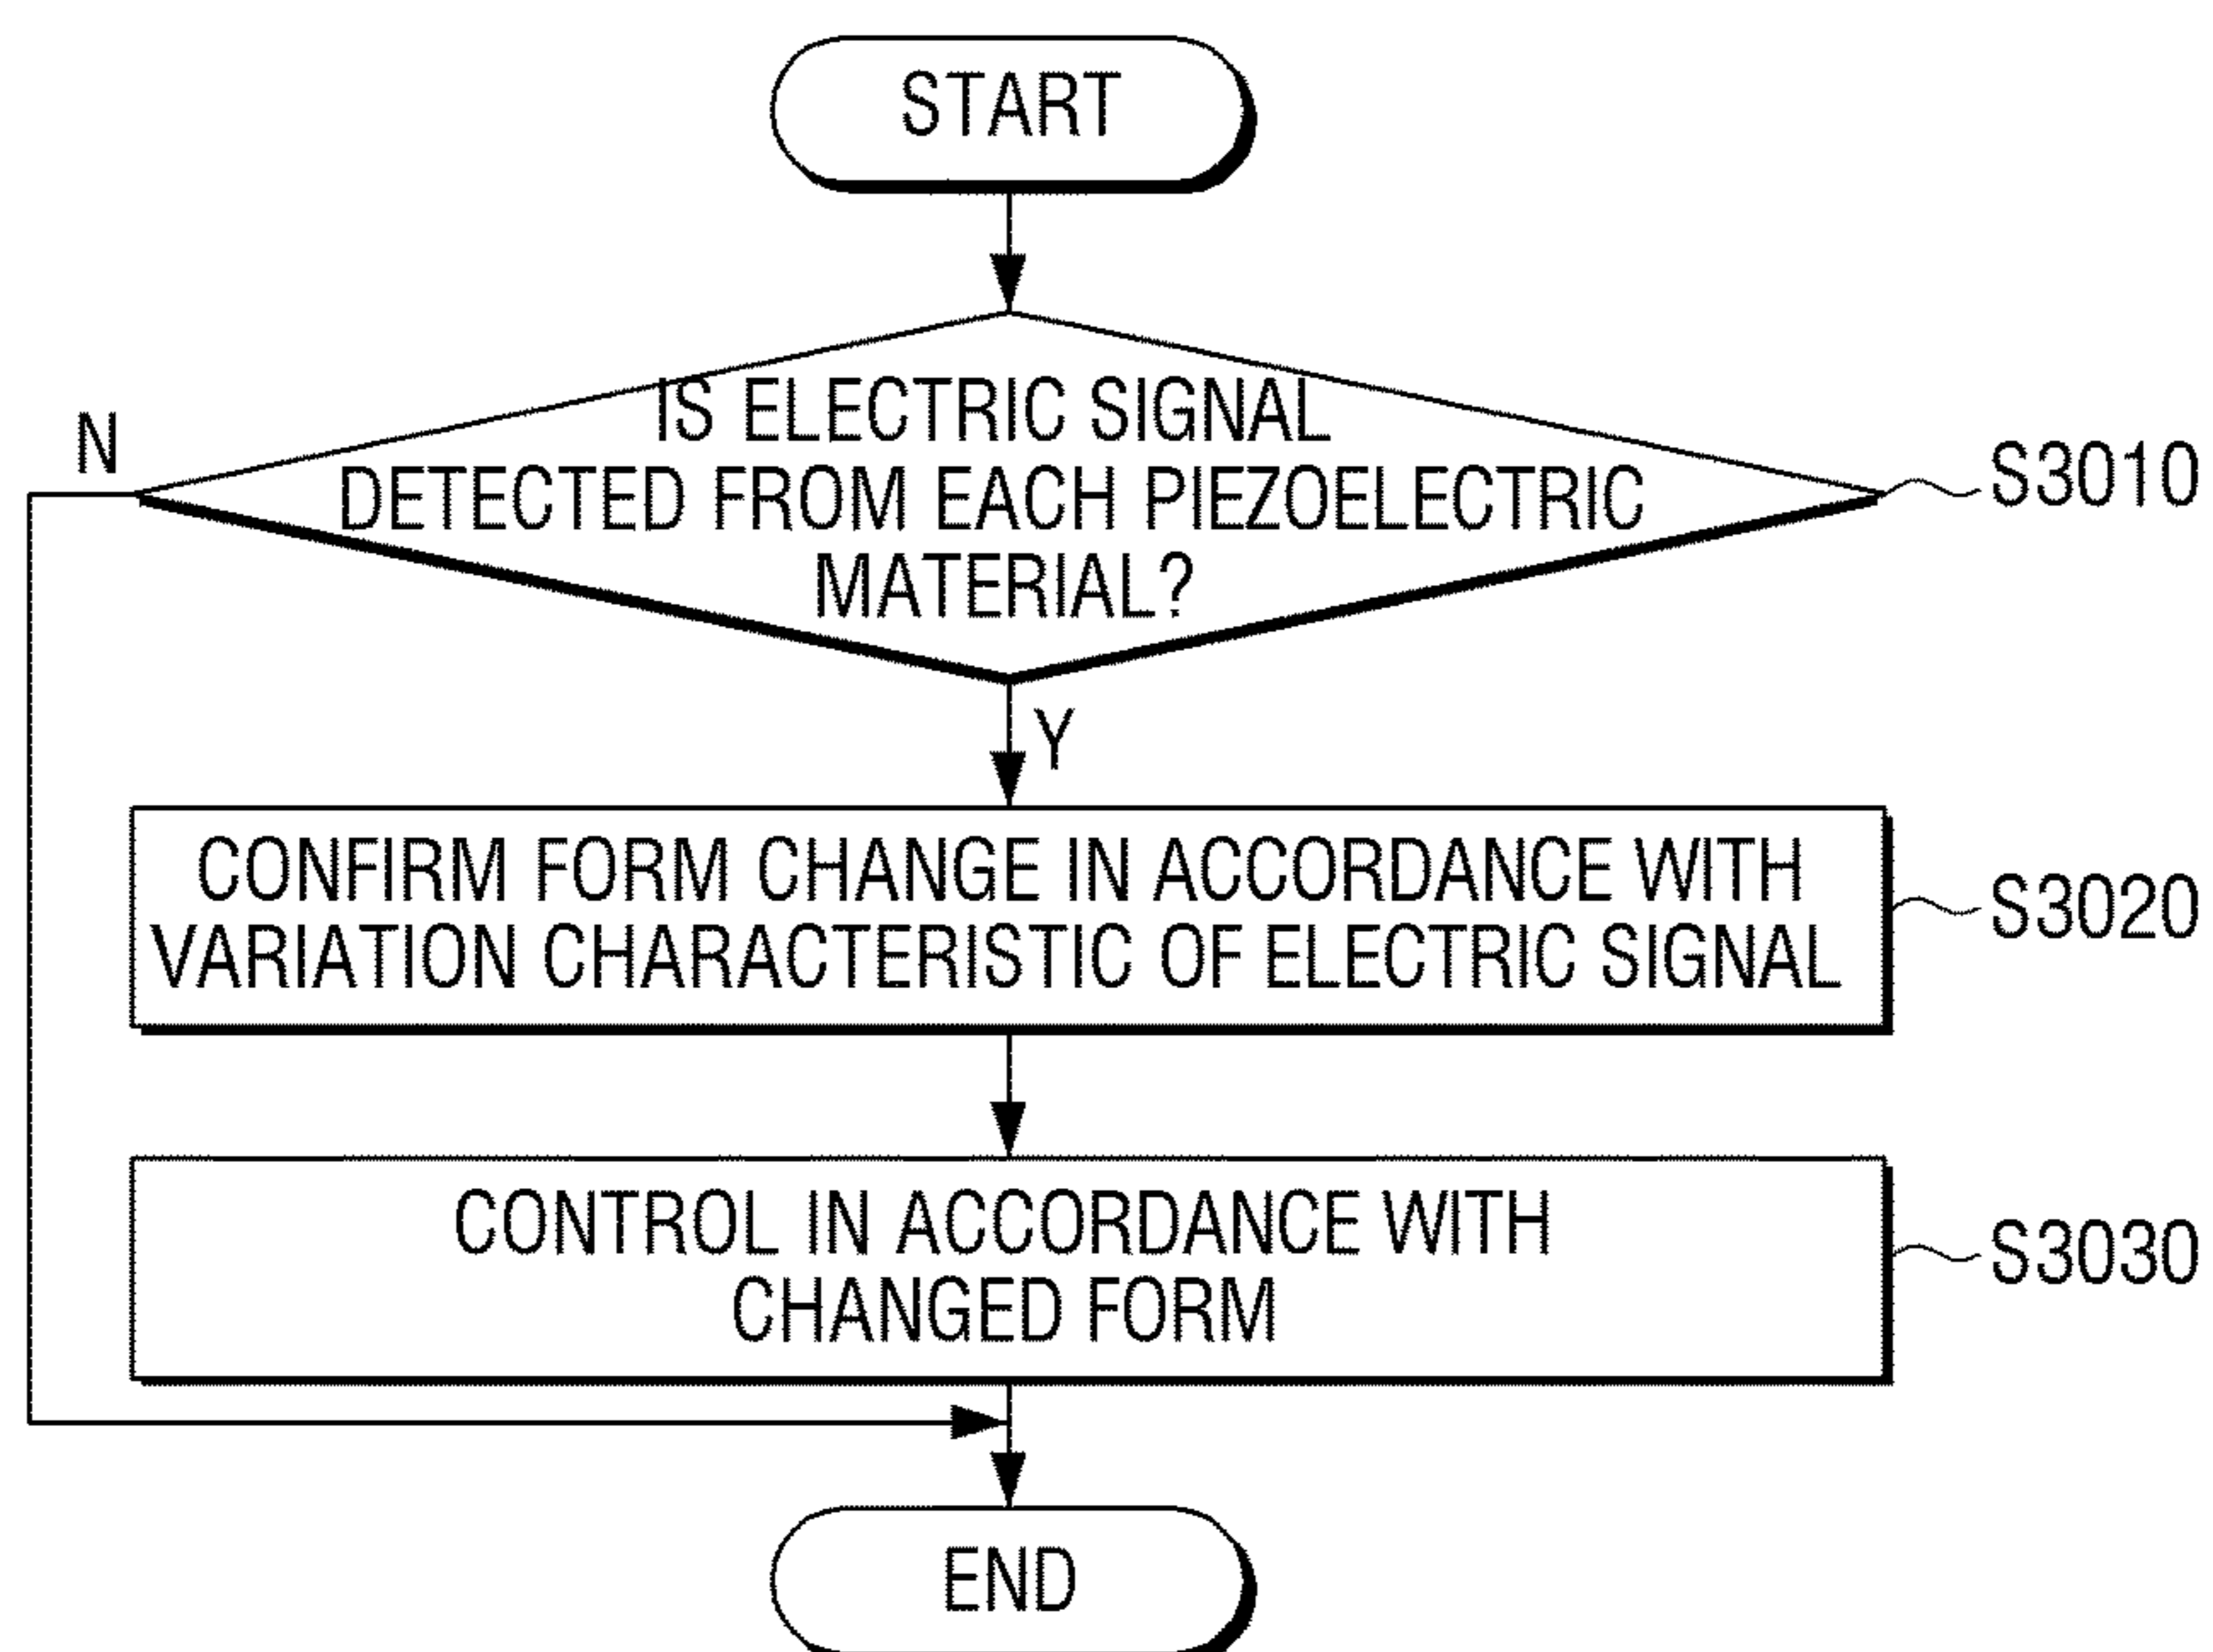 START
IS ELECTRIC SIGNAL
DETECTED FROM EACH PIEZOELECTRIC
MATERIAL?
N
S3010
Y
CONFIRM FORM CHANGE IN ACCORDANCE WITH
VARIATION CHARACTERISTIC OF ELECTRIC SIGNAL
S3020
CONTROL IN ACCORDANCE WITH
CHANGED FORM
S3030
END